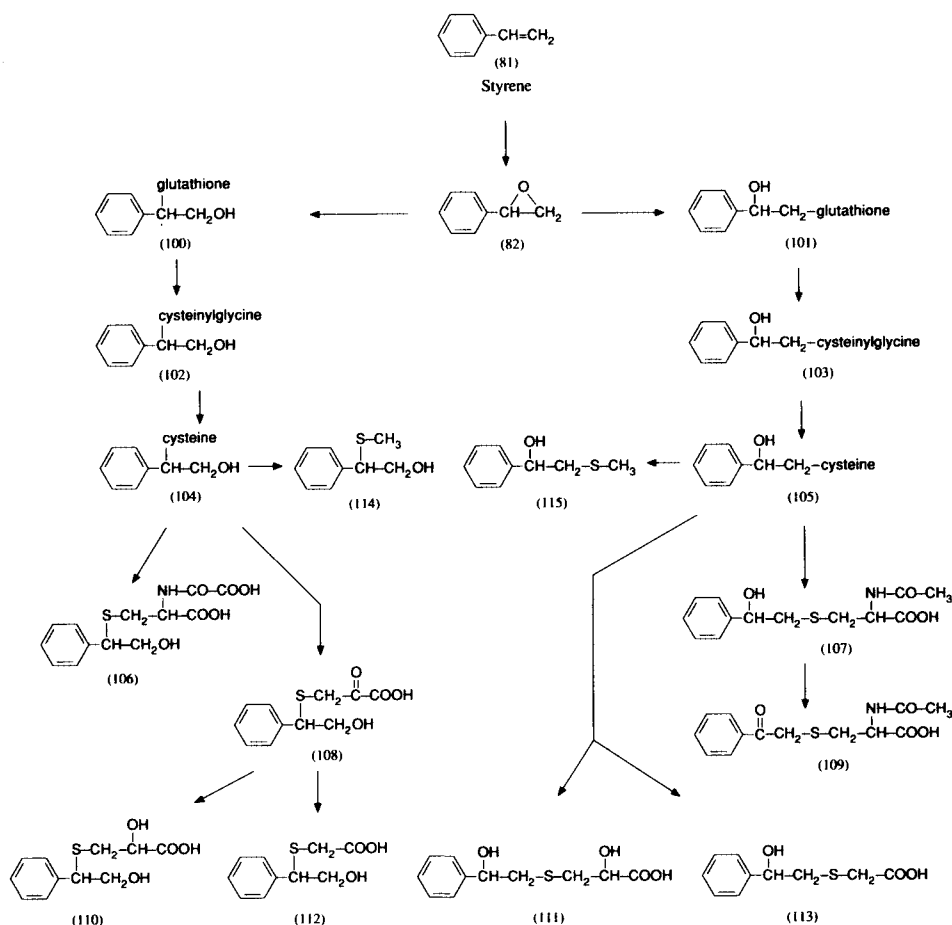 CH=CH2
(81)
Styrene
glutathione
CH—CH2OH
(100)
O
CH—CH2
(82)
OH
CH—CH2–glutathione
(101)
cysteinylglycine
CH—CH2OH
(102)
OH
CH—CH2–cysteinylglycine
(103)
cysteine
CH—CH2OH
(104)
S—CH3
CH—CH2OH
(114)
OH
CH—CH2–S—CH3
(115)
OH
CH—CH2–cysteine
(105)
NH—CO—COOH
S—CH2—CH—COOH
CH—CH2OH
(106)
OH
NH—CO—CH3
CH—CH2–S—CH2—CH—COOH
(107)
O
S—CH2—C—COOH
CH—CH2OH
(108)
O
NH—CO—CH3
C—CH2–S—CH2—CH—COOH
(109)
OH
S—CH2—CH—COOH
CH—CH2OH
(110)
S—CH2—COOH
CH—CH2OH
(112)
OH OH
CH—CH2–S—CH2—CH—COOH
(111)
OH
CH—CH2–S—CH2—COOH
(113)